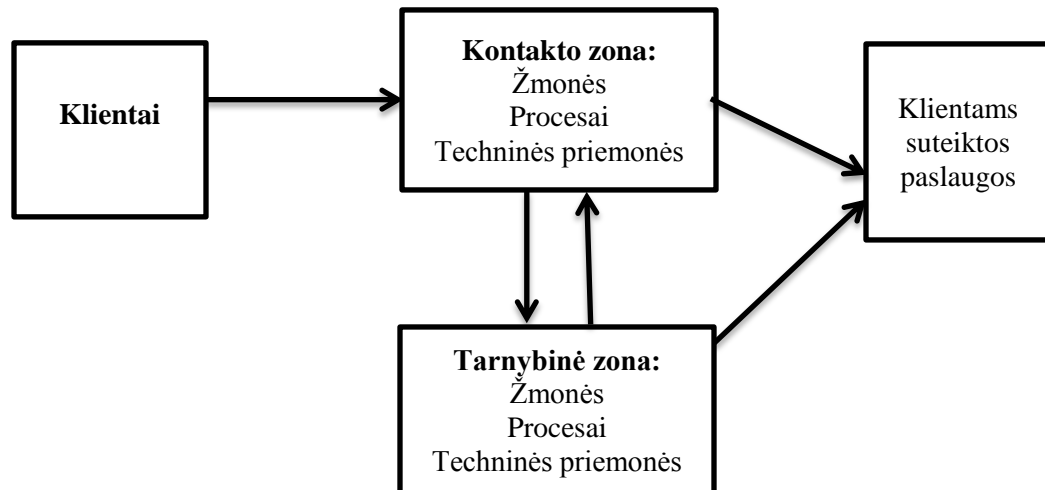 Klientai
Kontakto zona:
Žmonės
Procesai
Techninės priemonės
Klientams
suteiktos
paslaugos
Tarnybinė zona:
Žmonės
Procesai
Techninės priemonės